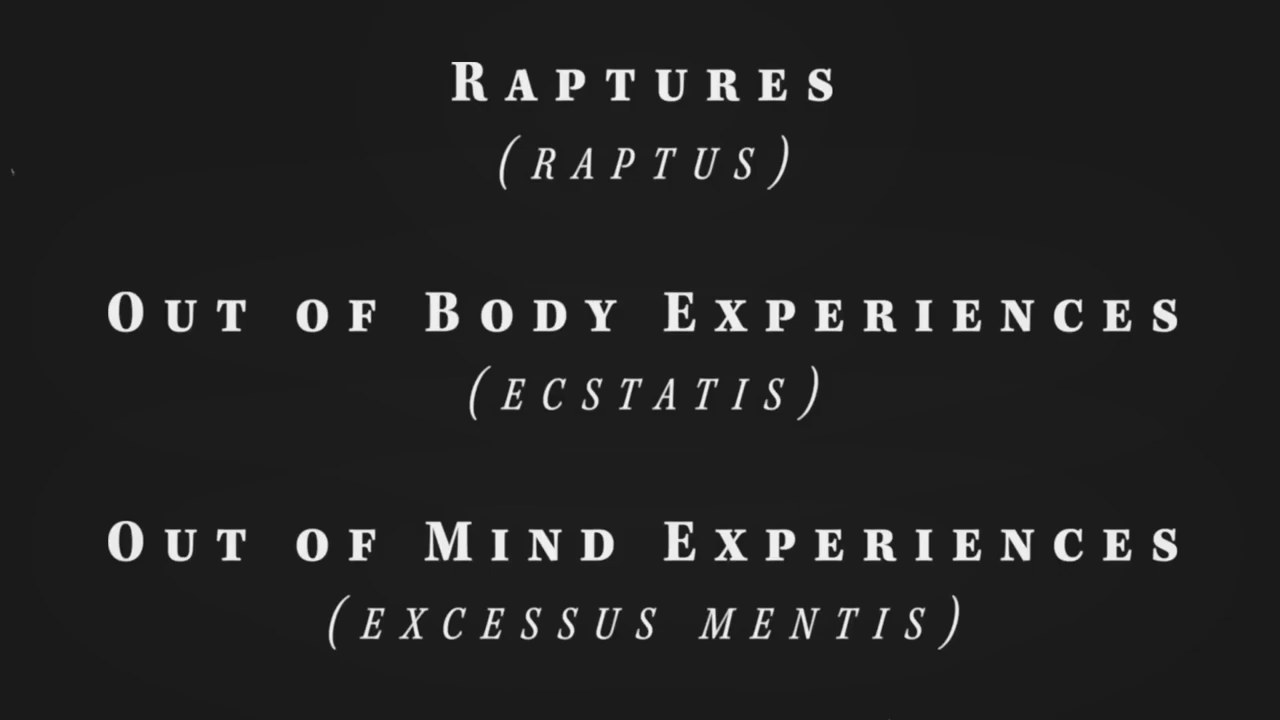 Raptures
(RAPTUS)
Out of Body Experiences
(ECSTATIS)
Out of Mind Experiences
(EXCESSUS MENTIS)